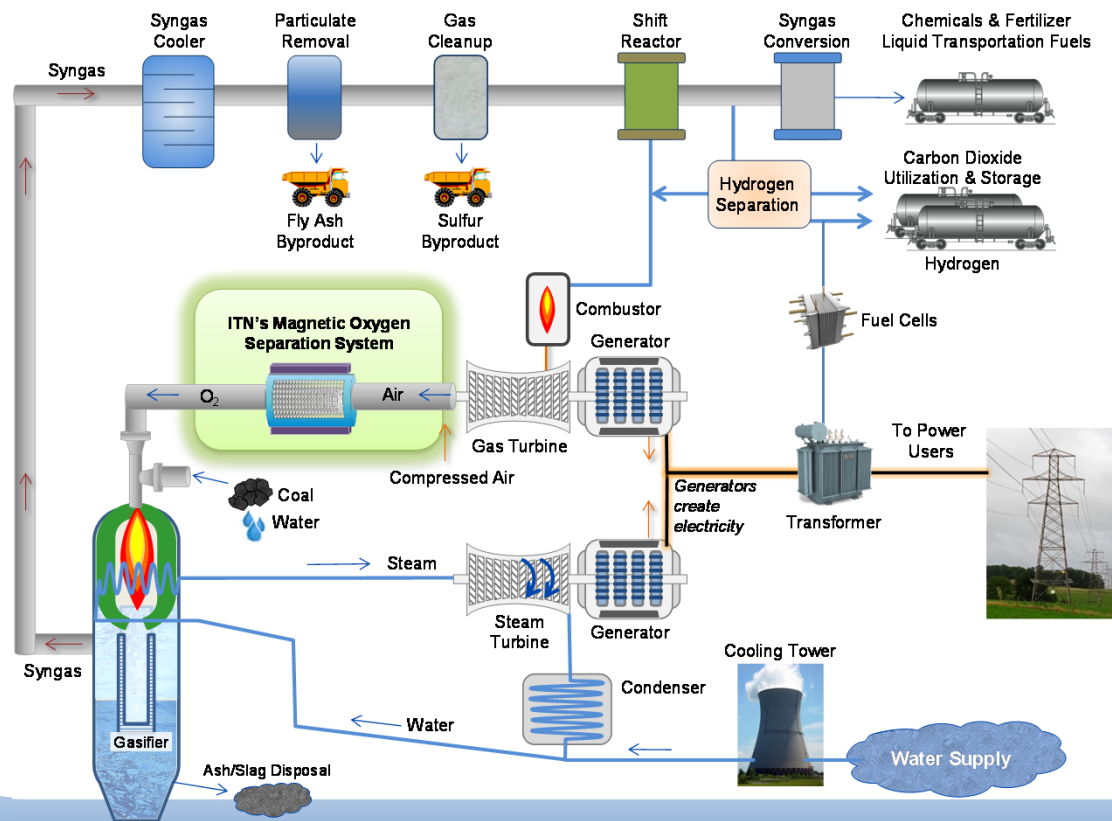 Syngas
Cooler
Particulate
Removal
Gas
Cleanup
Shift
Reactor
Syngas
Conversion
Chemicals & Fertilizer
Liquid Transportation Fuels
Syngas
Hydrogen
Separation
Carbon Dioxide
Utilization & Storage
Hydrogen
Fly Ash
Byproduct
Sulfur
Byproduct
ITN's Magnetic Oxygen
Separation System
Combustor
Generator
Fuel Cells
O2
Air
Gas Turbine
Compressed Air
To Power
Users
Coal
Water
Generators
create
electricity
Transformer
Steam
Steam
Turbine
Generator
Syngas
Condenser
Cooling Tower
Water
Gasifier
Water Supply
Ash/Slag Disposal